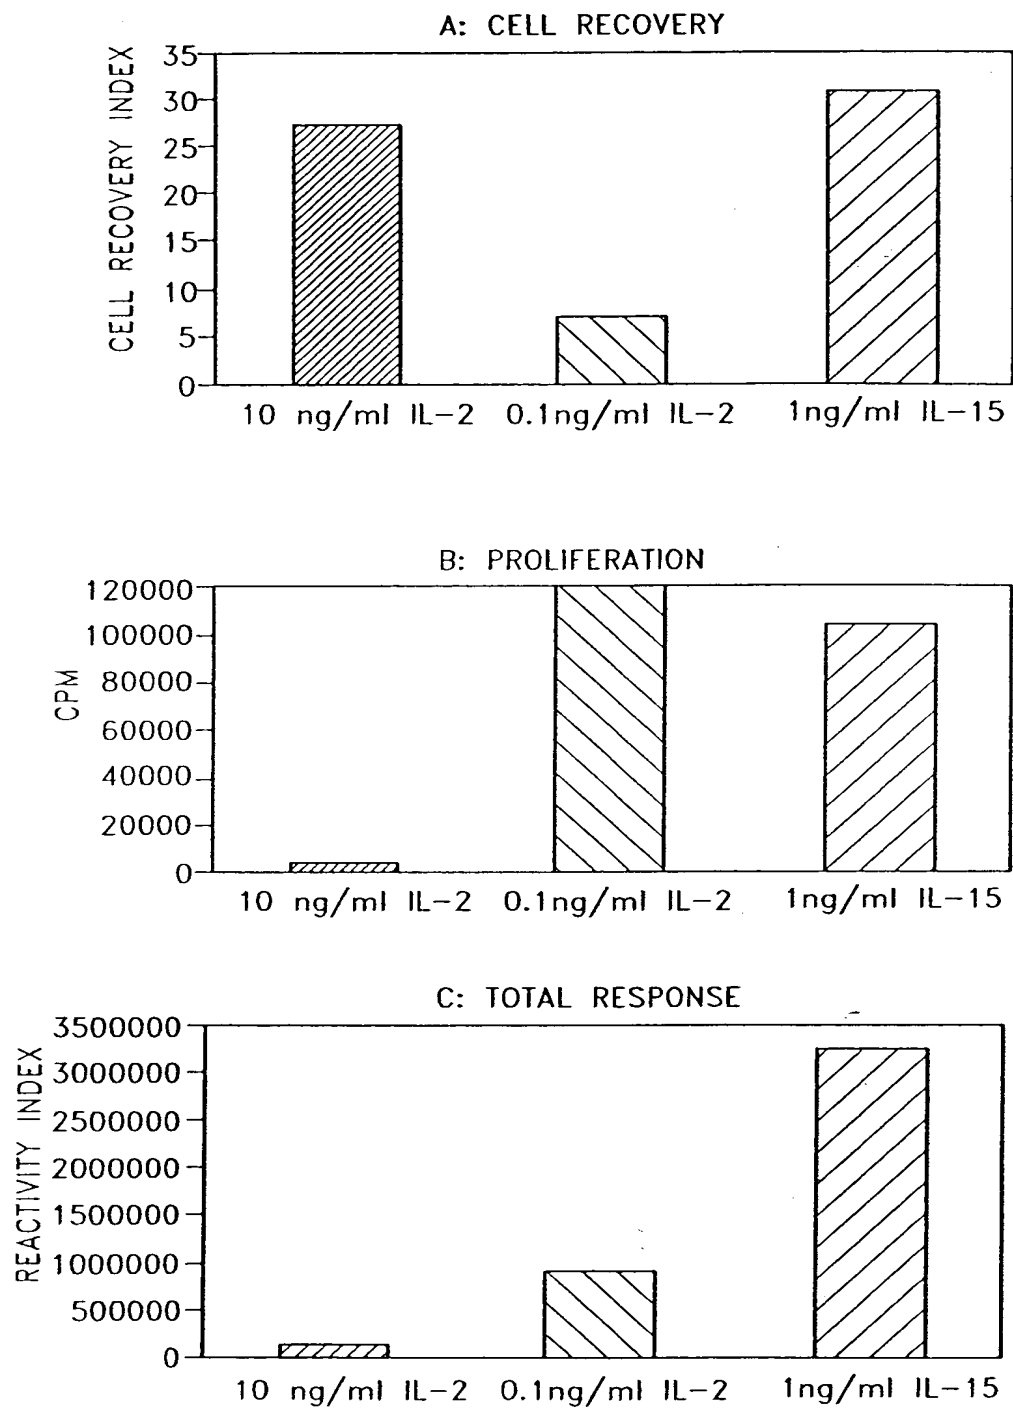 A: CELL RECOVERY
CELL RECOVERY INDEX
35
30
25
20
15
10
5
0
10 ng/ml IL-2 0.1ng/ml IL-2 1ng/ml IL-15
B: PROLIFERATION
CPM
120000
100000
80000
60000
40000
20000
0
10 ng/ml IL-2 0.1ng/ml IL-2 1ng/ml IL-15
C: TOTAL RESPONSE
REACTIVITY INDEX
3500000
3000000
2500000
2000000
1500000
1000000
500000
0
10 ng/ml IL-2 0.1ng/ml IL-2 1ng/ml IL-15